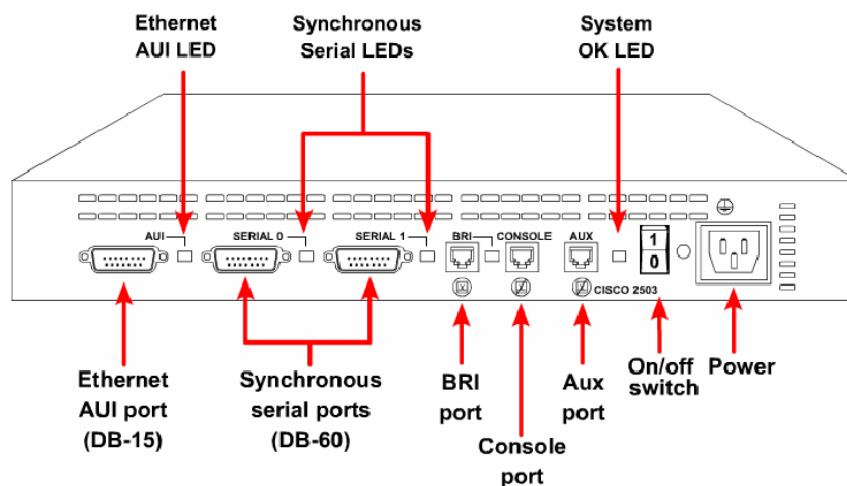 Ethernet
AUI LED
Synchronous
Serial LEDs
System
OK LED
AUI
SERIAL 0
SERIAL 1
BRI
CONSOLE
AUX
1
0
CISCO 2503
Ethernet
AUI port
(DB-15)
Synchronous
serial ports
(DB-60)
BRI
port
Console
port
Aux
port
On/off
switch
Power